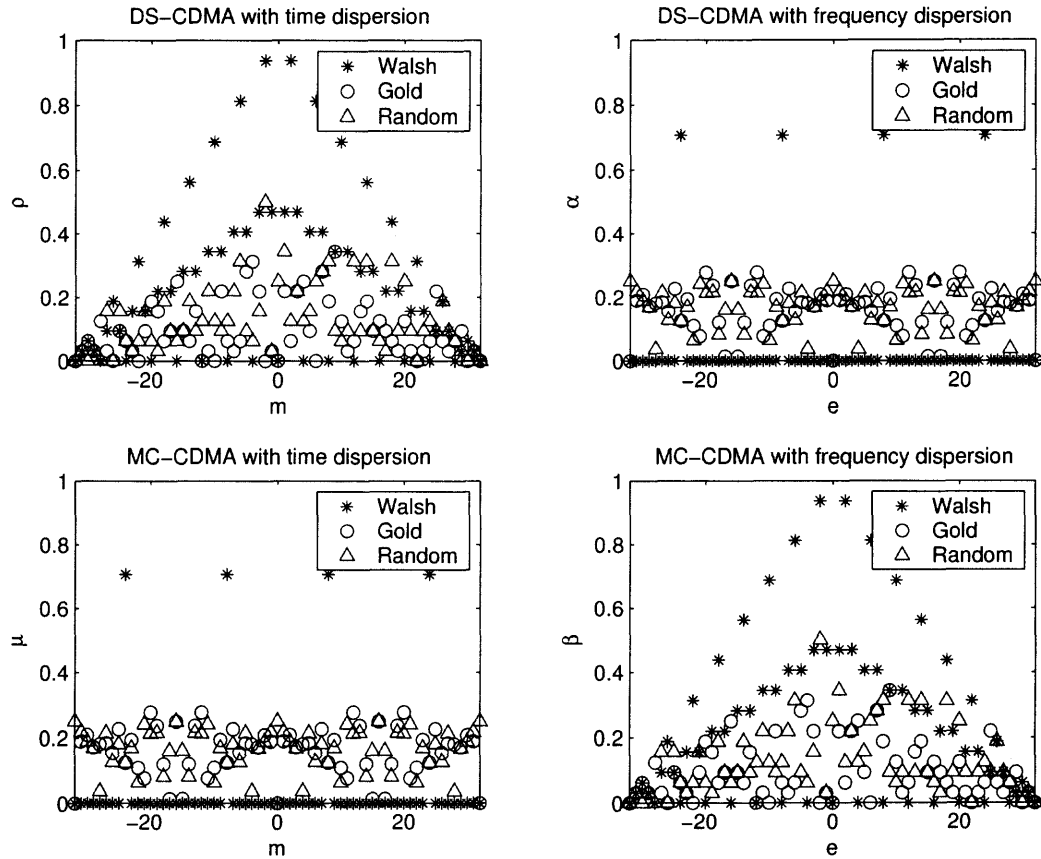 DS−CDMA with time dispersion
1
0.8
0.6
0.4
0.2
0
ρ
−20
0
20
m
Walsh
Gold
Random
DS−CDMA with frequency dispersion
1
0.8
0.6
0.4
0.2
0
α
−20
0
20
e
Walsh
Gold
Random
MC−CDMA with time dispersion
1
0.8
0.6
0.4
0.2
0
μ
−20
0
20
m
Walsh
Gold
Random
MC−CDMA with frequency dispersion
1
0.8
0.6
0.4
0.2
0
β
−20
0
20
e
Walsh
Gold
Random